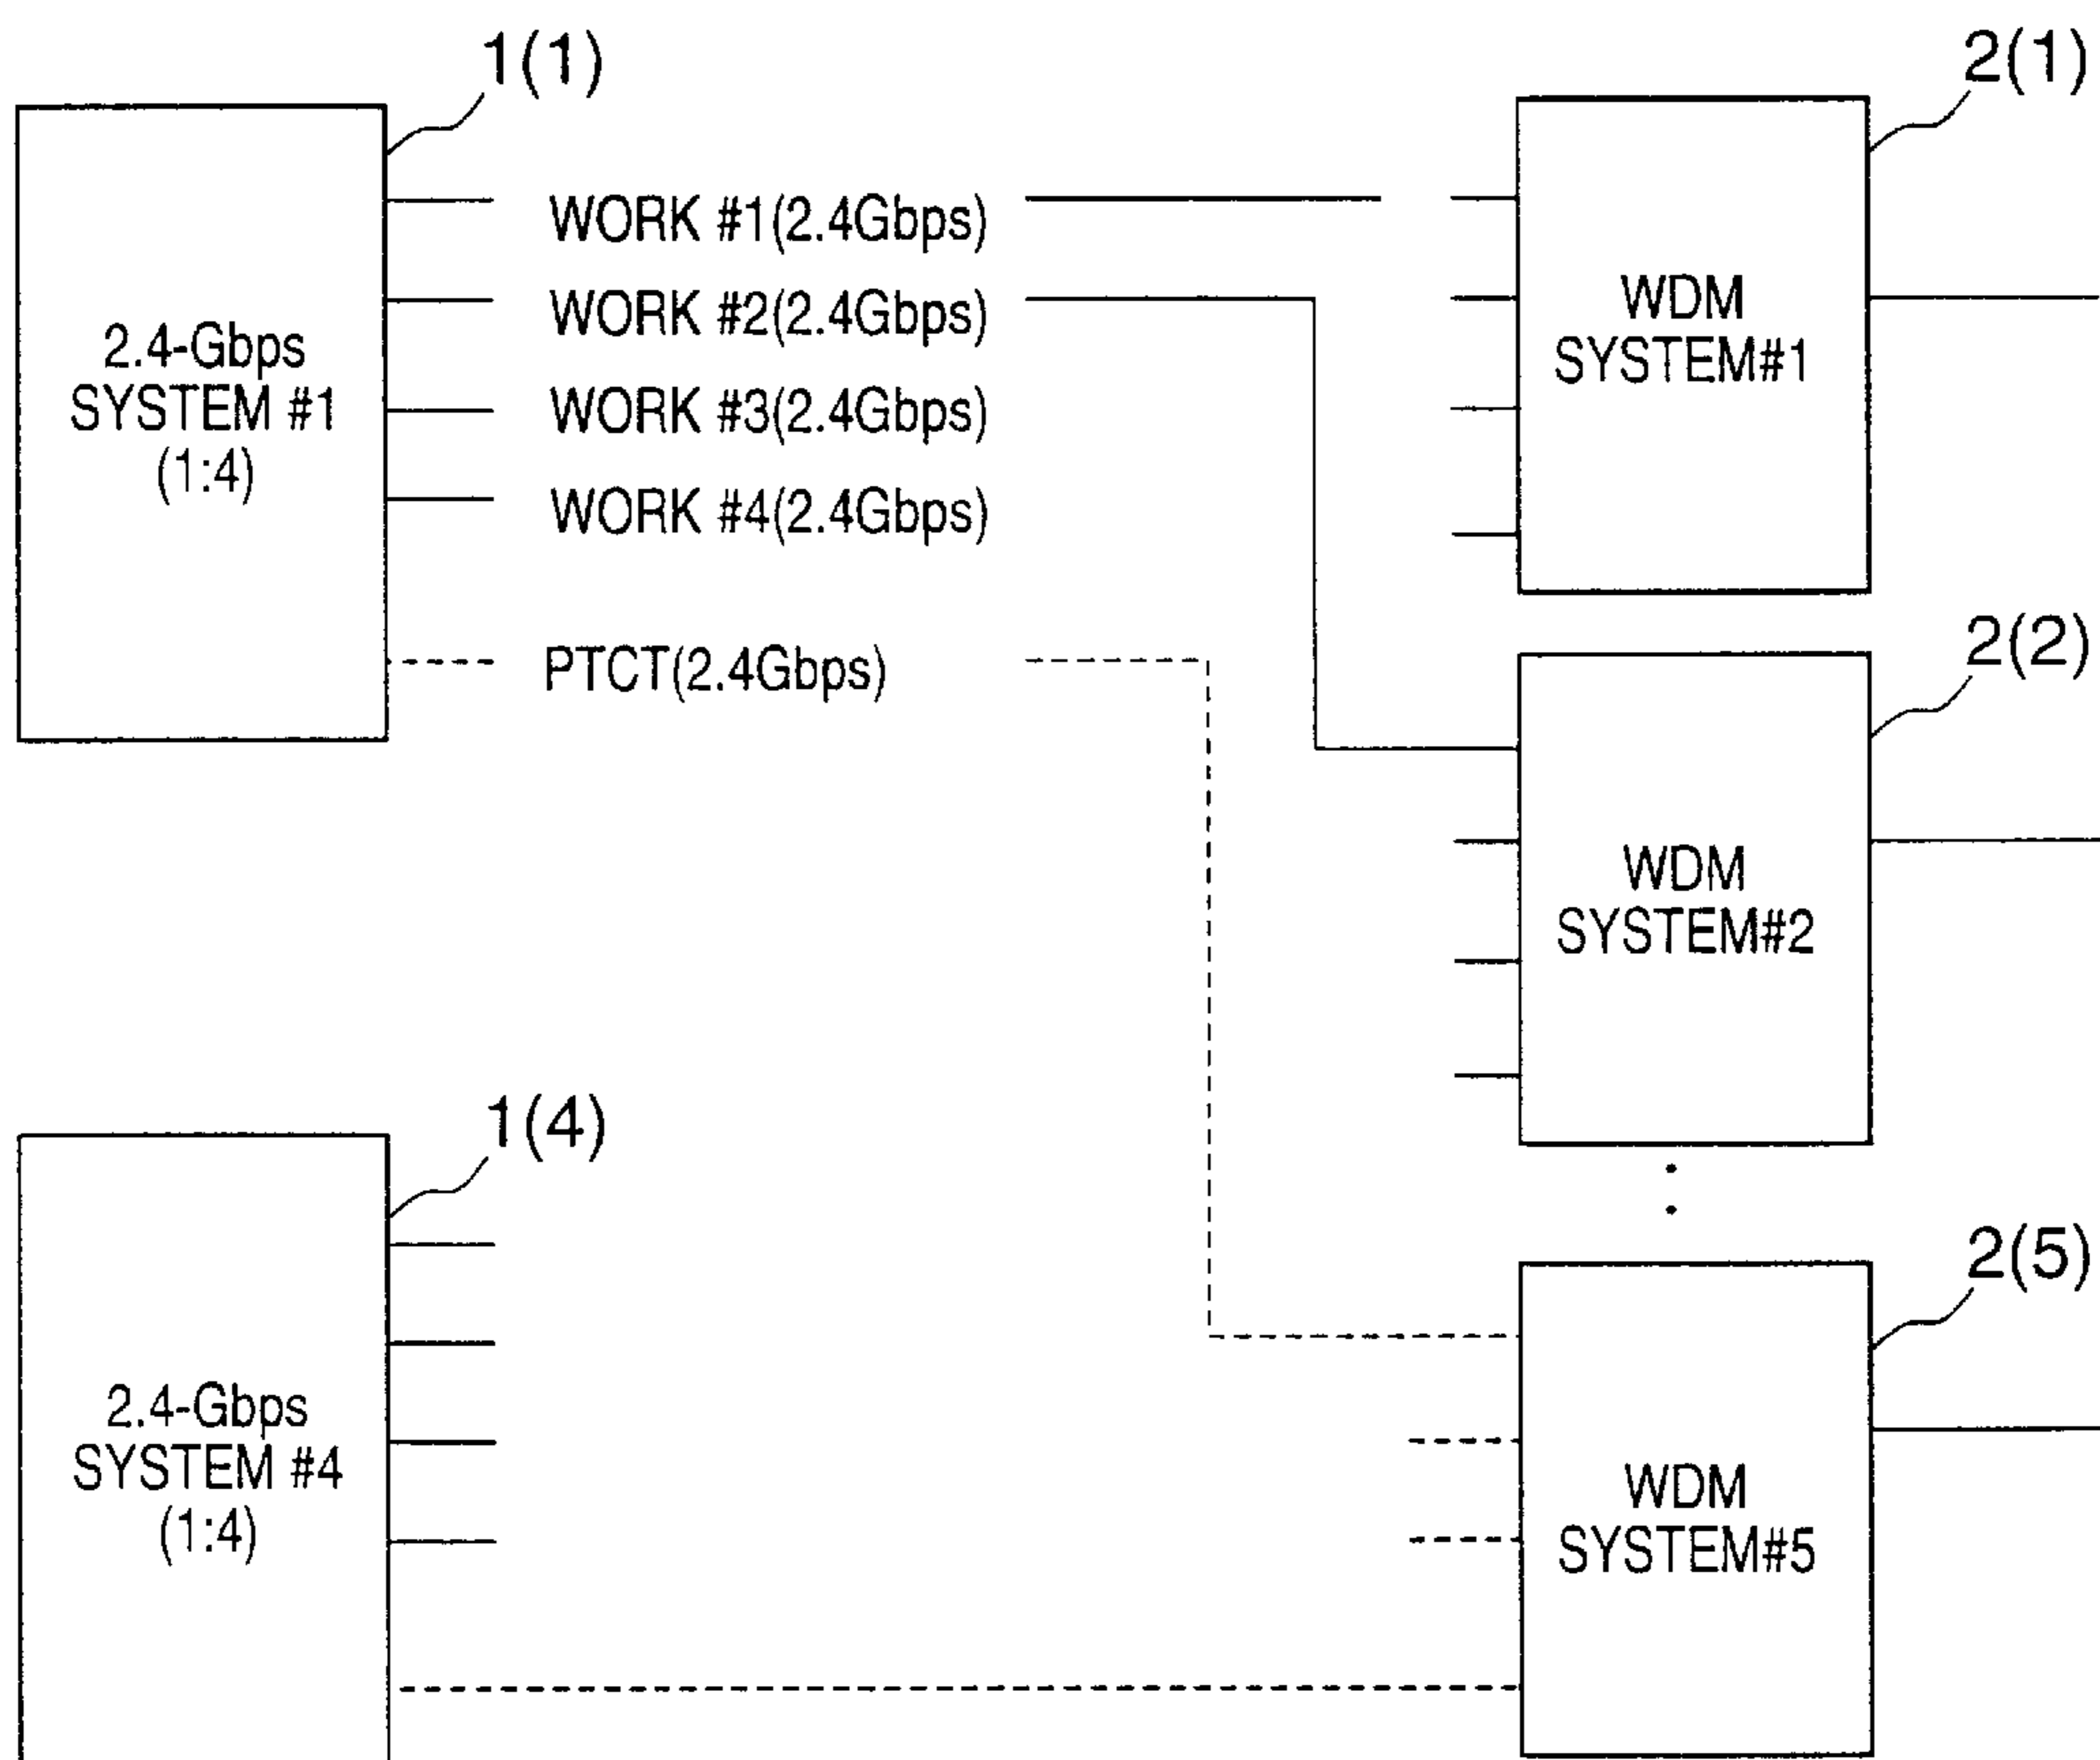 1(1)
2(1)
2.4-Gbps
SYSTEM #1
(1:4)
WORK #1(2.4Gbps)
WORK #2(2.4Gbps)
WORK #3(2.4Gbps)
WORK #4(2.4Gbps)
PTCT(2.4Gbps)
WDM
SYSTEM#1
2(2)
WDM
SYSTEM#2
1(4)
2.4-Gbps
SYSTEM #4
(1:4)
2(5)
WDM
SYSTEM#5